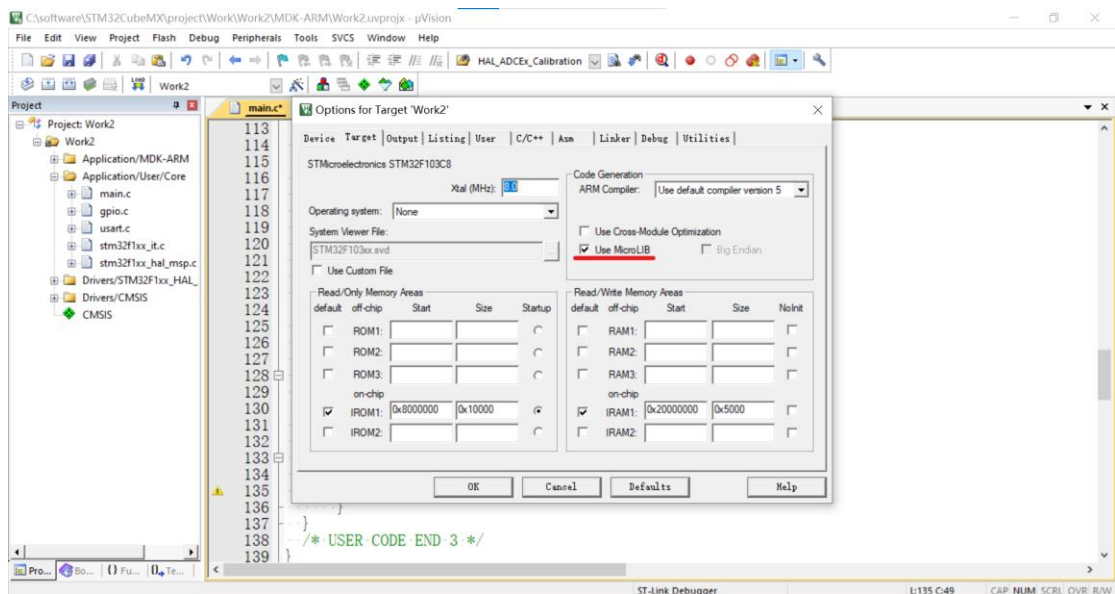 C:\software\STM32CubeMX\project\Work\Work2\MDK-ARM\Work2.uvprojx - µVision
File Edit View Project Flash Debug Peripherals Tools SVCS Window Help
HAL_ADCEx_Calibration
LOAD Work2
Project
main.c*
Project: Work2
Work2
Application/MDK-ARM
Application/User/Core
main.c
gpio.c
usart.c
stm32f1xx_it.c
stm32f1xx_hal_msp.c
Drivers/STM32F1xx_HAL_
Drivers/CMSIS
CMSIS
113
114
115
116
117
118
119
120
121
122
123
124
125
126
127
128
129
130
131
132
133
134
135
136 }
137 }
138 /* USER CODE END 3 */
139 }
Options for Target 'Work2'
Device Target Output Listing User C/C++ Asm Linker Debug Utilities
STMicroelectronics STM32F103C8
Xtal (MHz): 8.0
Operating system: None
System Viewer File:
STM32F103xx.svd
...
Use Custom File
Code Generation
ARM Compiler: Use default compiler version 5
Use Cross-Module Optimization
Use MicroLIB Big Endian
Read/Only Memory Areas
default off-chip Start Size Startup
ROM1:
ROM2:
ROM3:
on-chip
IROM1: 0x8000000 0x10000
IROM2:
Read/Write Memory Areas
default off-chip Start Size NoInit
RAM1:
RAM2:
RAM3:
on-chip
IRAM1: 0x20000000 0x5000
IRAM2:
OK Cancel Defaults Help
Pro... Bo... {} Fu... 0 Te...
ST-Link Debugger L:135 C:49 CAP NUM SCRL OVR R/W